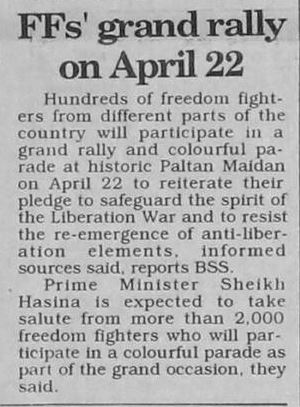 FFs' grand rally
on April 22
Hundreds of freedom fight-
ers from different parts of the
country will participate in a
grand rally and colourful pa-
rade at historic Paltan Maidan
on April 22 to reiterate their
pledge to safeguard the spirit of
the Liberation War and to resist
the re-emergence of anti-liber-
ation elements, informed
sources said, reports BSS.
Prime Minister Sheikh
Hasina is expected to take
salute from more than 2,000
freedom fighters who will par-
ticipate in a colourful parade as
part of the grand occasion, they
said.